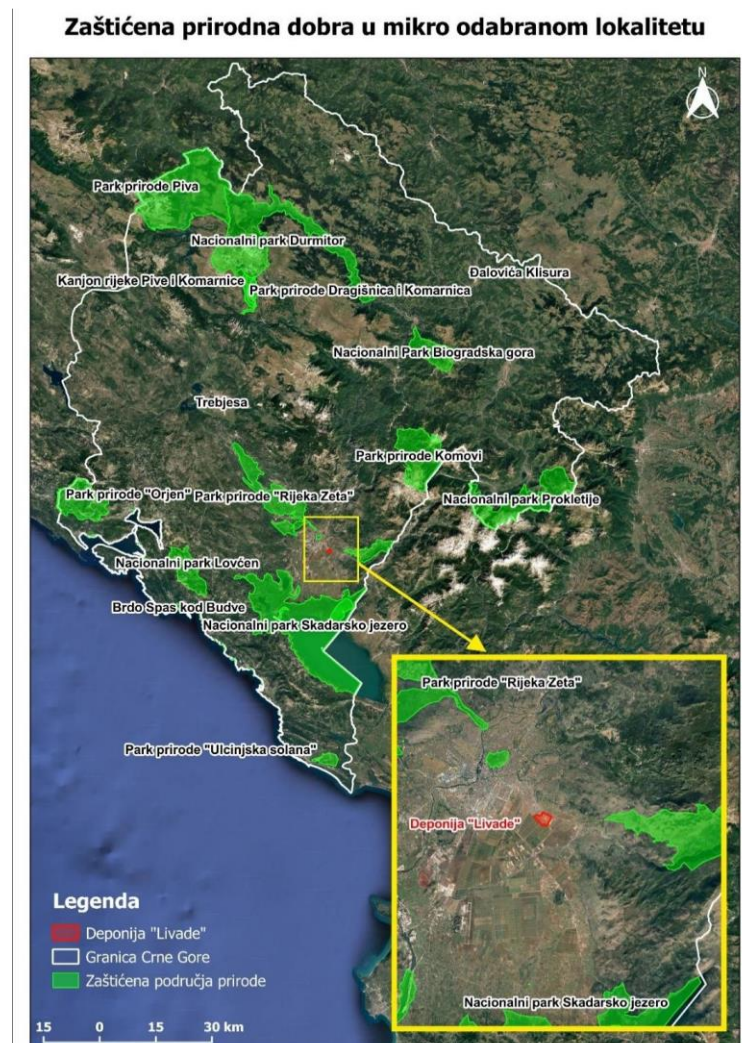 Zaštićena prirodna dobra u mikro odabranom lokalitetu
N
Park prirode Piva
Nacionalni park Durmitor
Kanjon rijeke Pive i Komarnice
Park prirode Dragišnica i Komarnica
Đalovića Klisura
Nacionalni Park Biogradska gora
Trebjesa
Park prirode Komovi
Park prirode "Orjen"
Park prirode "Rijeka Zeta"
Nacionalni park Prokletije
Nacionalni park Lovćen
Brdo Spas kod Budve
Nacionalni park Skadarsko jezero
Park prirode "Ulcinjska solana"
Park prirode "Rijeka Zeta"
Deponija "Livade"
Nacionalni park Skadarsko jezero
Legenda
Deponija "Livade"
Granica Crne Gore
Zaštićena područja prirode
15 0 15 30 km